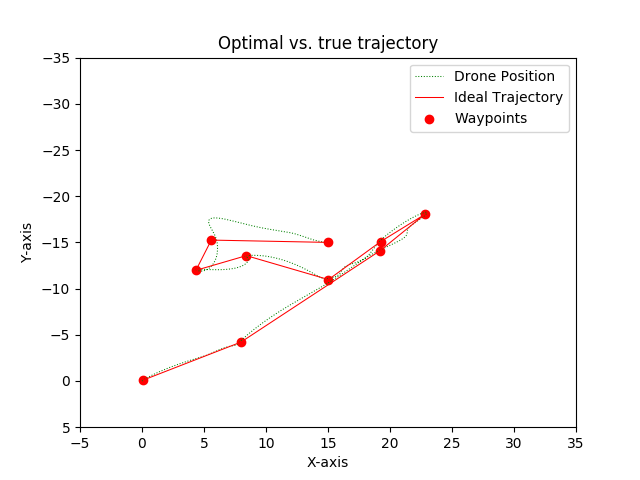 Optimal vs. true trajectory
Drone Position
Ideal Trajectory
Waypoints
Y-axis
−35
−30
−25
−20
−15
−10
−5
0
5
−5 0 5 10 15 20 25 30 35
X-axis